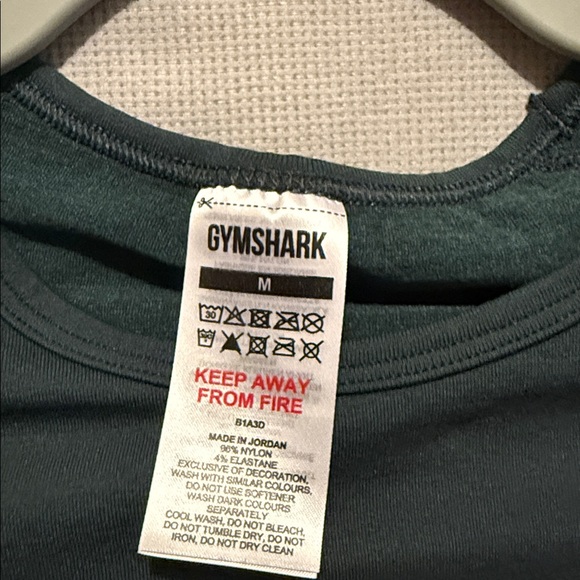 GYMSHARK
M
30
KEEP AWAY
FROM FIRE
B1A3D
MADE IN JORDAN
96% NYLON
4% ELASTANE
EXCLUSIVE OF DECORATION,
WASH WITH SIMILAR COLOURS,
DO NOT USE SOFTENER
WASH DARK COLOURS
SEPARATELY
COOL WASH, DO NOT BLEACH,
DO NOT TUMBLE DRY, DO NOT
IRON, DO NOT DRY CLEAN